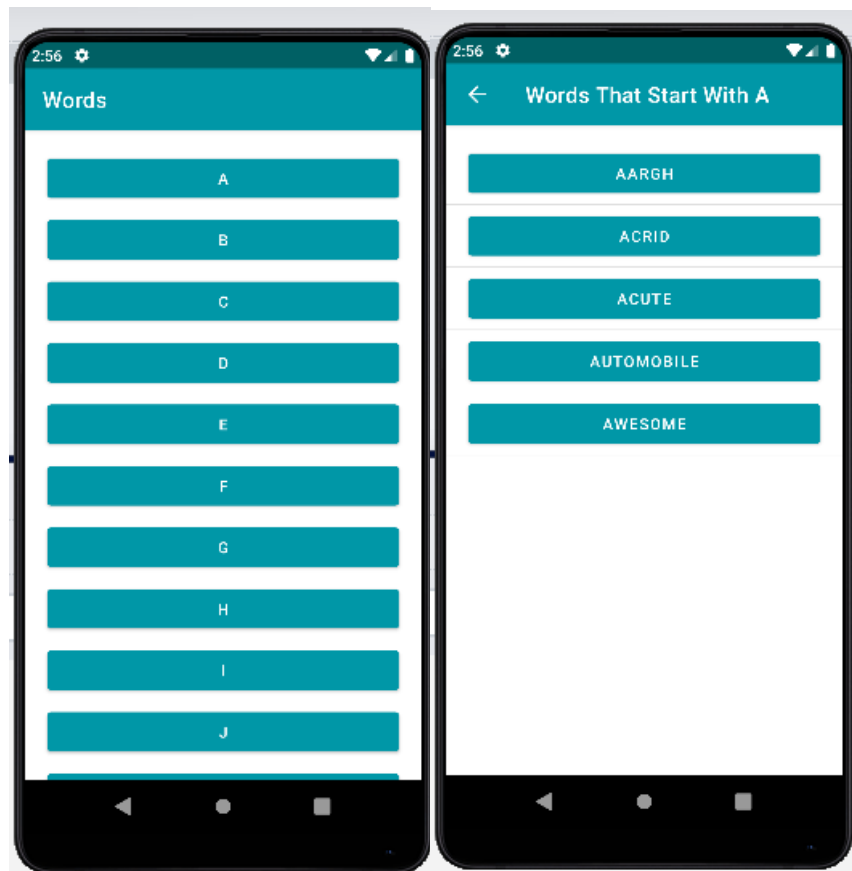 2:56
Words
A
B
C
D
E
F
G
H
I
J
2:56
Words That Start With A
AARGH
ACRID
ACUTE
AUTOMOBILE
AWESOME